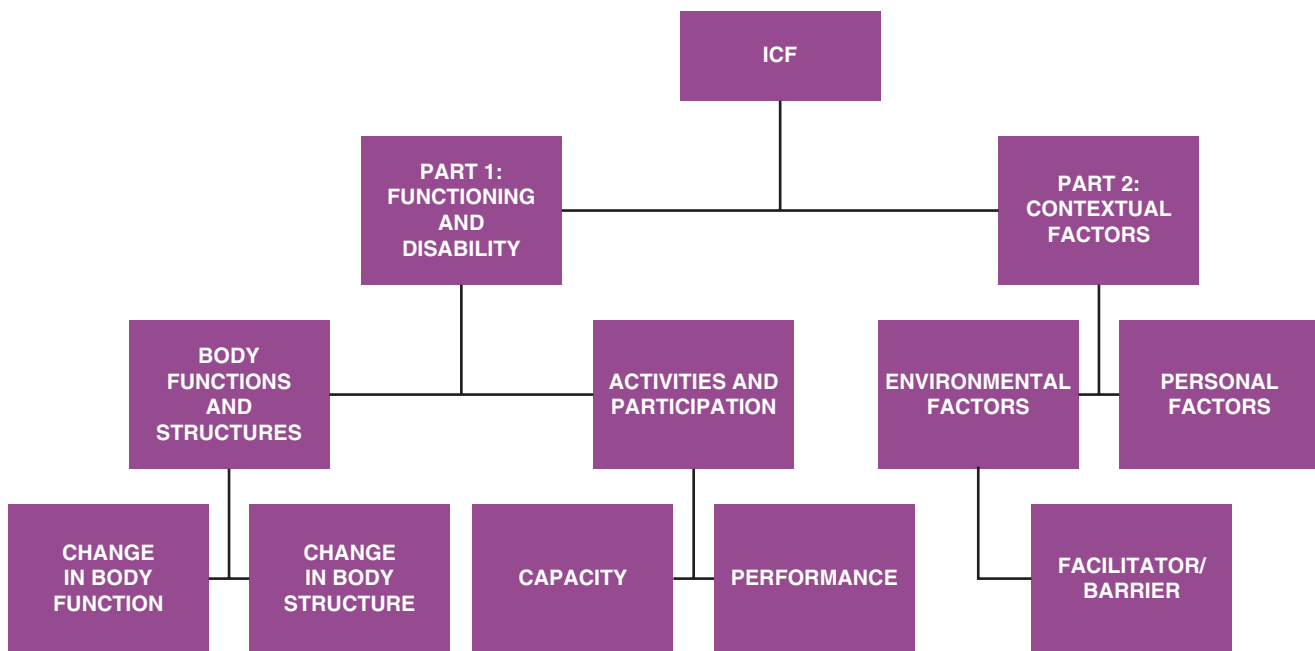 ICF
PART 1:
FUNCTIONING
AND
DISABILITY
PART 2:
CONTEXTUAL
FACTORS
BODY
FUNCTIONS
AND
STRUCTURES
ACTIVITIES AND
PARTICIPATION
ENVIRONMENTAL
FACTORS
PERSONAL
FACTORS
CHANGE
IN BODY
FUNCTION
CHANGE
IN BODY
STRUCTURE
CAPACITY
PERFORMANCE
FACILITATOR/
BARRIER